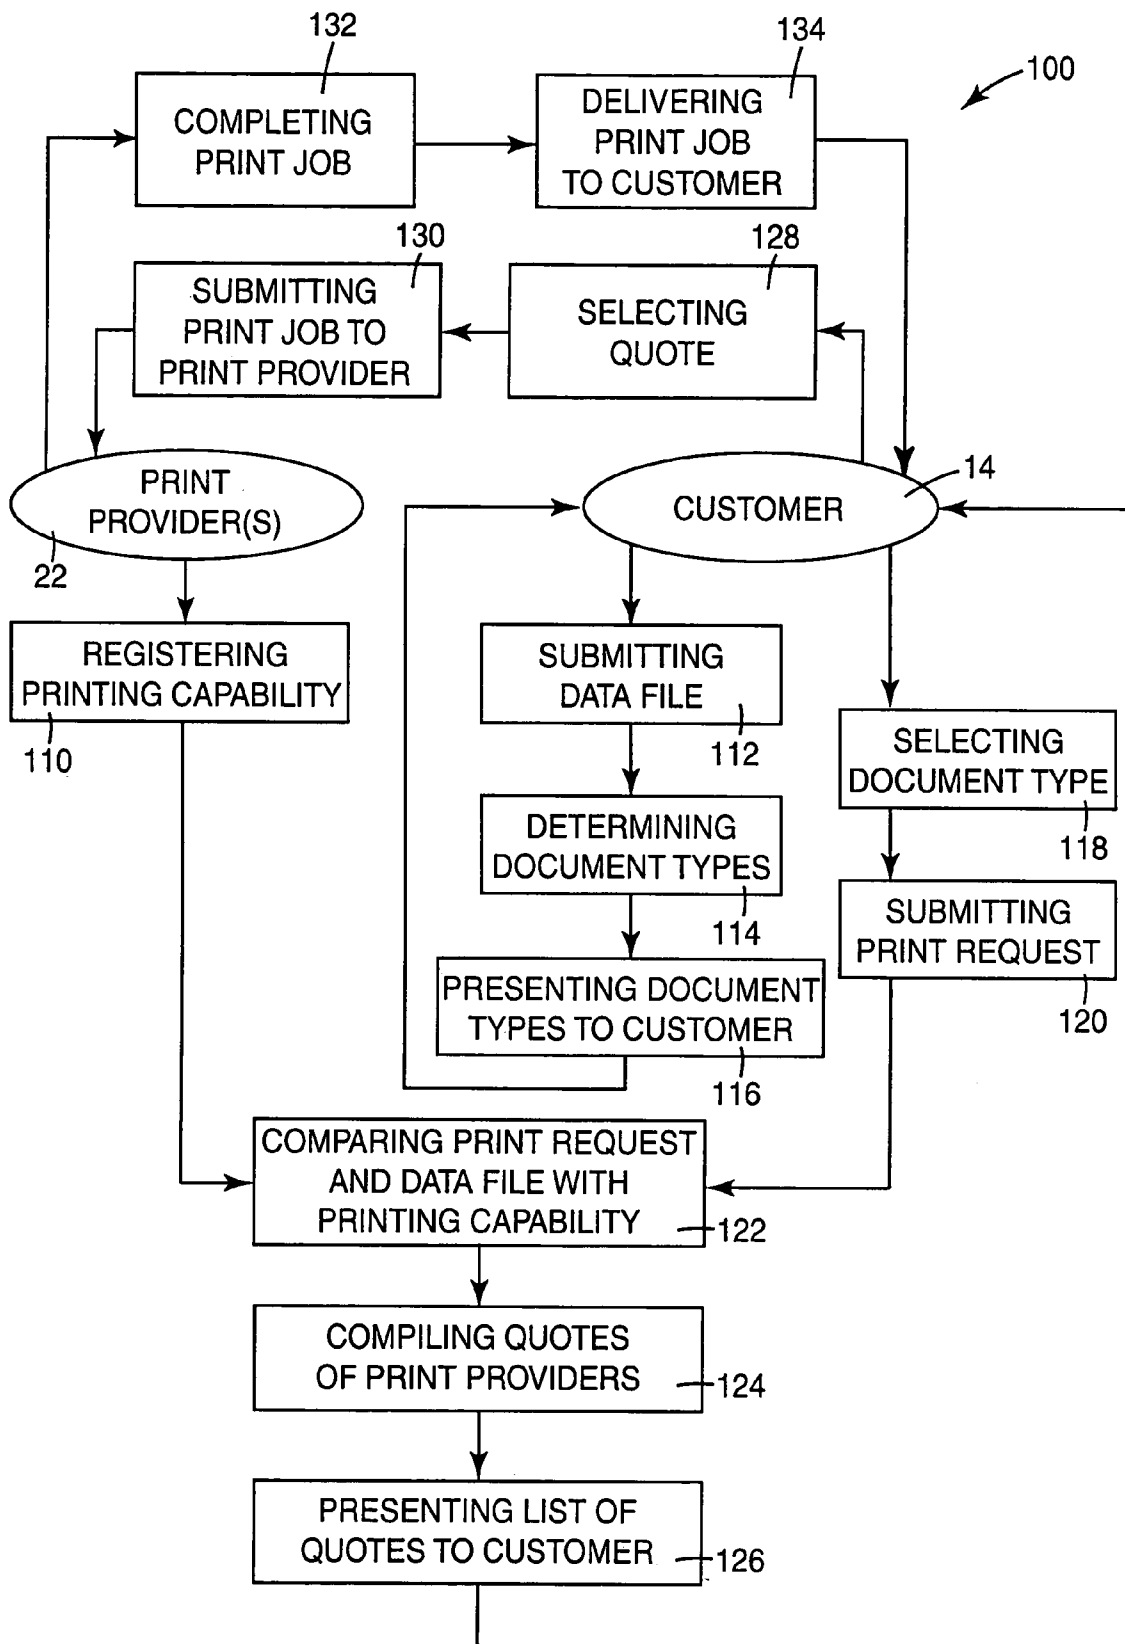 132
134
100
COMPLETING
PRINT JOB
DELIVERING
PRINT JOB
TO CUSTOMER
130
128
SUBMITTING
PRINT JOB TO
PRINT PROVIDER
SELECTING
QUOTE
PRINT
PROVIDER(S)
22
CUSTOMER
14
REGISTERING
PRINTING CAPABILITY
110
SUBMITTING
DATA FILE
112
SELECTING
DOCUMENT TYPE
118
DETERMINING
DOCUMENT TYPES
114
SUBMITTING
PRINT REQUEST
120
PRESENTING DOCUMENT
TYPES TO CUSTOMER
116
COMPARING PRINT REQUEST
AND DATA FILE WITH
PRINTING CAPABILITY
122
COMPILING QUOTES
OF PRINT PROVIDERS
124
PRESENTING LIST OF
QUOTES TO CUSTOMER
126